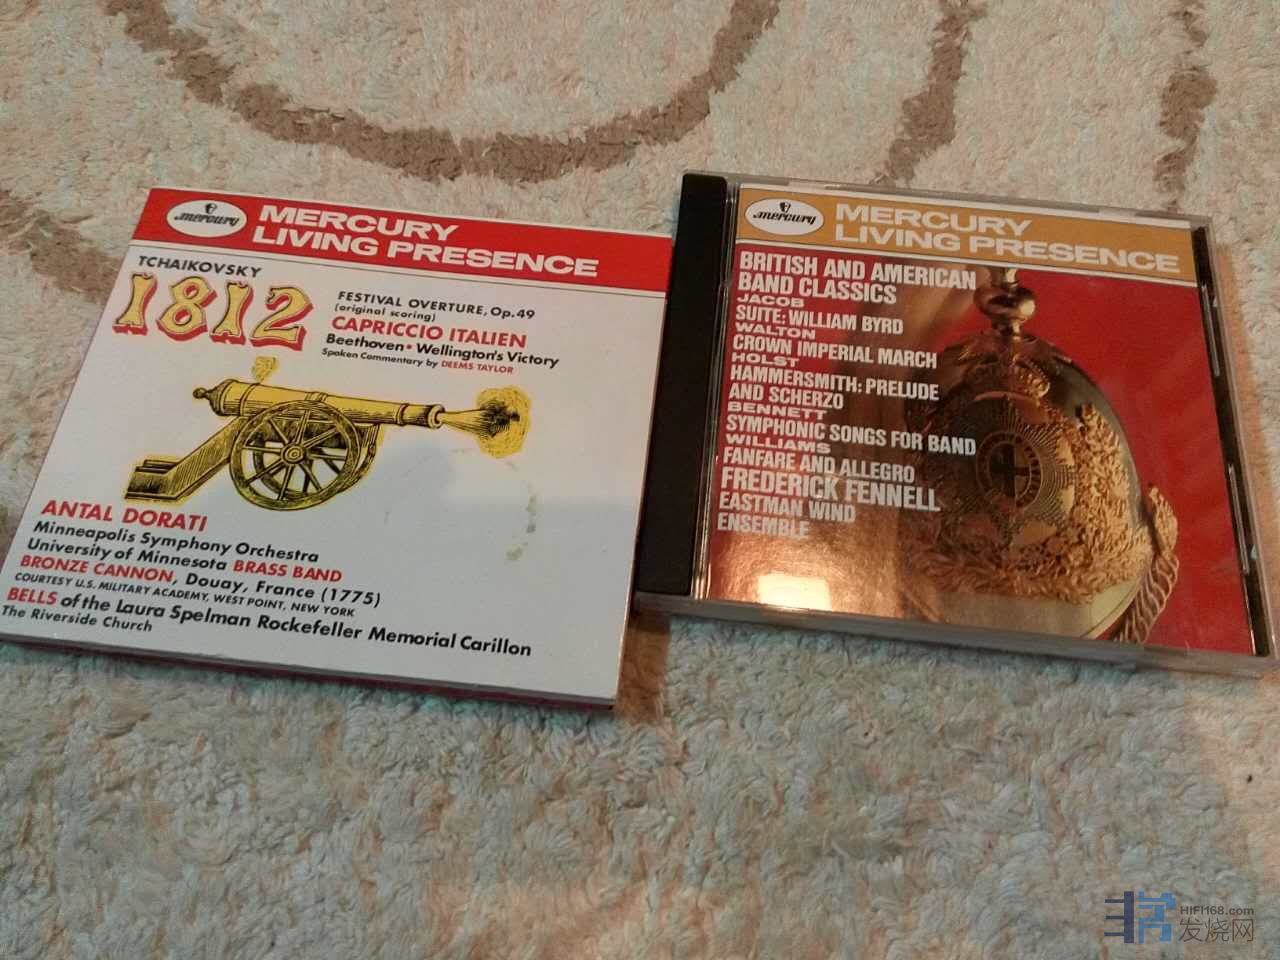 mercury
MERCURY
LIVING PRESENCE
TCHAIKOVSKY
1812
FESTIVAL OVERTURE, Op.49
(original scoring)
CAPRICCIO ITALIEN
Beethoven • Wellington's Victory
Spoken Commentary by DEEMS TAYLOR
ANTAL DORATI
Minneapolis Symphony Orchestra
University of Minnesota BRASS BAND
BRONZE CANNON, Douay, France (1775)
COURTESY U.S. MILITARY ACADEMY, WEST POINT, NEW YORK
BELLS of the Laura Spelman Rockefeller Memorial Carillon
The Riverside Church
mercury
MERCURY
LIVING PRESENCE
BRITISH AND AMERICAN
BAND CLASSICS
JACOB
SUITE: WILLIAM BYRD
WALTON
CROWN IMPERIAL MARCH
HOLST
HAMMERSMITH: PRELUDE
AND SCHERZO
BENNETT
SYMPHONIC SONGS FOR BAND
WILLIAMS
FANFARE AND ALLEGRO
FREDERICK FENNELL
EASTMAN WIND
ENSEMBLE
HIFI168.com
发烧网